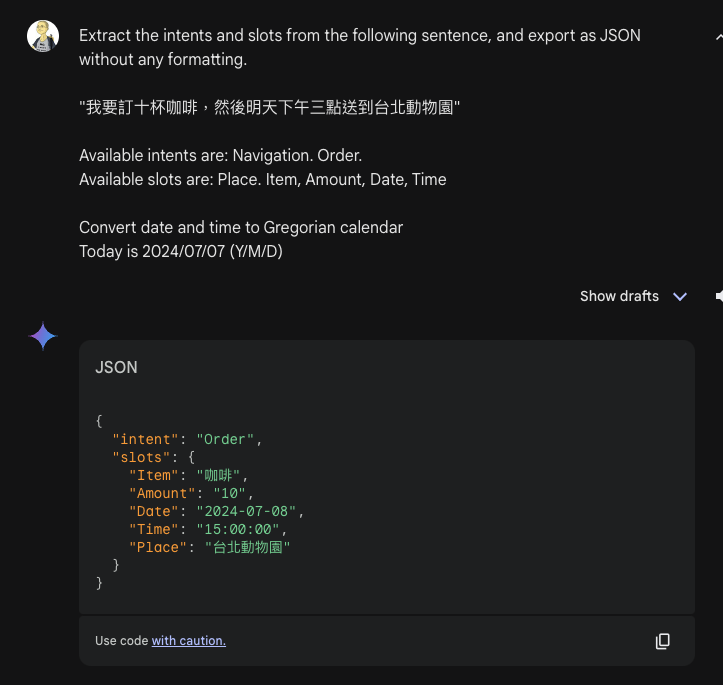 Extract the intents and slots from the following sentence, and export as JSON
without any formatting.
"我要訂十杯咖啡，然後明天下午三點送到台北動物園"
Available intents are: Navigation. Order.
Available slots are: Place. Item, Amount, Date, Time
Convert date and time to Gregorian calendar
Today is 2024/07/07 (Y/M/D)
Show drafts
JSON
{
"intent": "Order",
"slots": {
"Item": "咖啡",
"Amount": "10",
"Date": "2024-07-08",
"Time": "15:00:00",
"Place": "台北動物園"
}
}
Use code with caution.